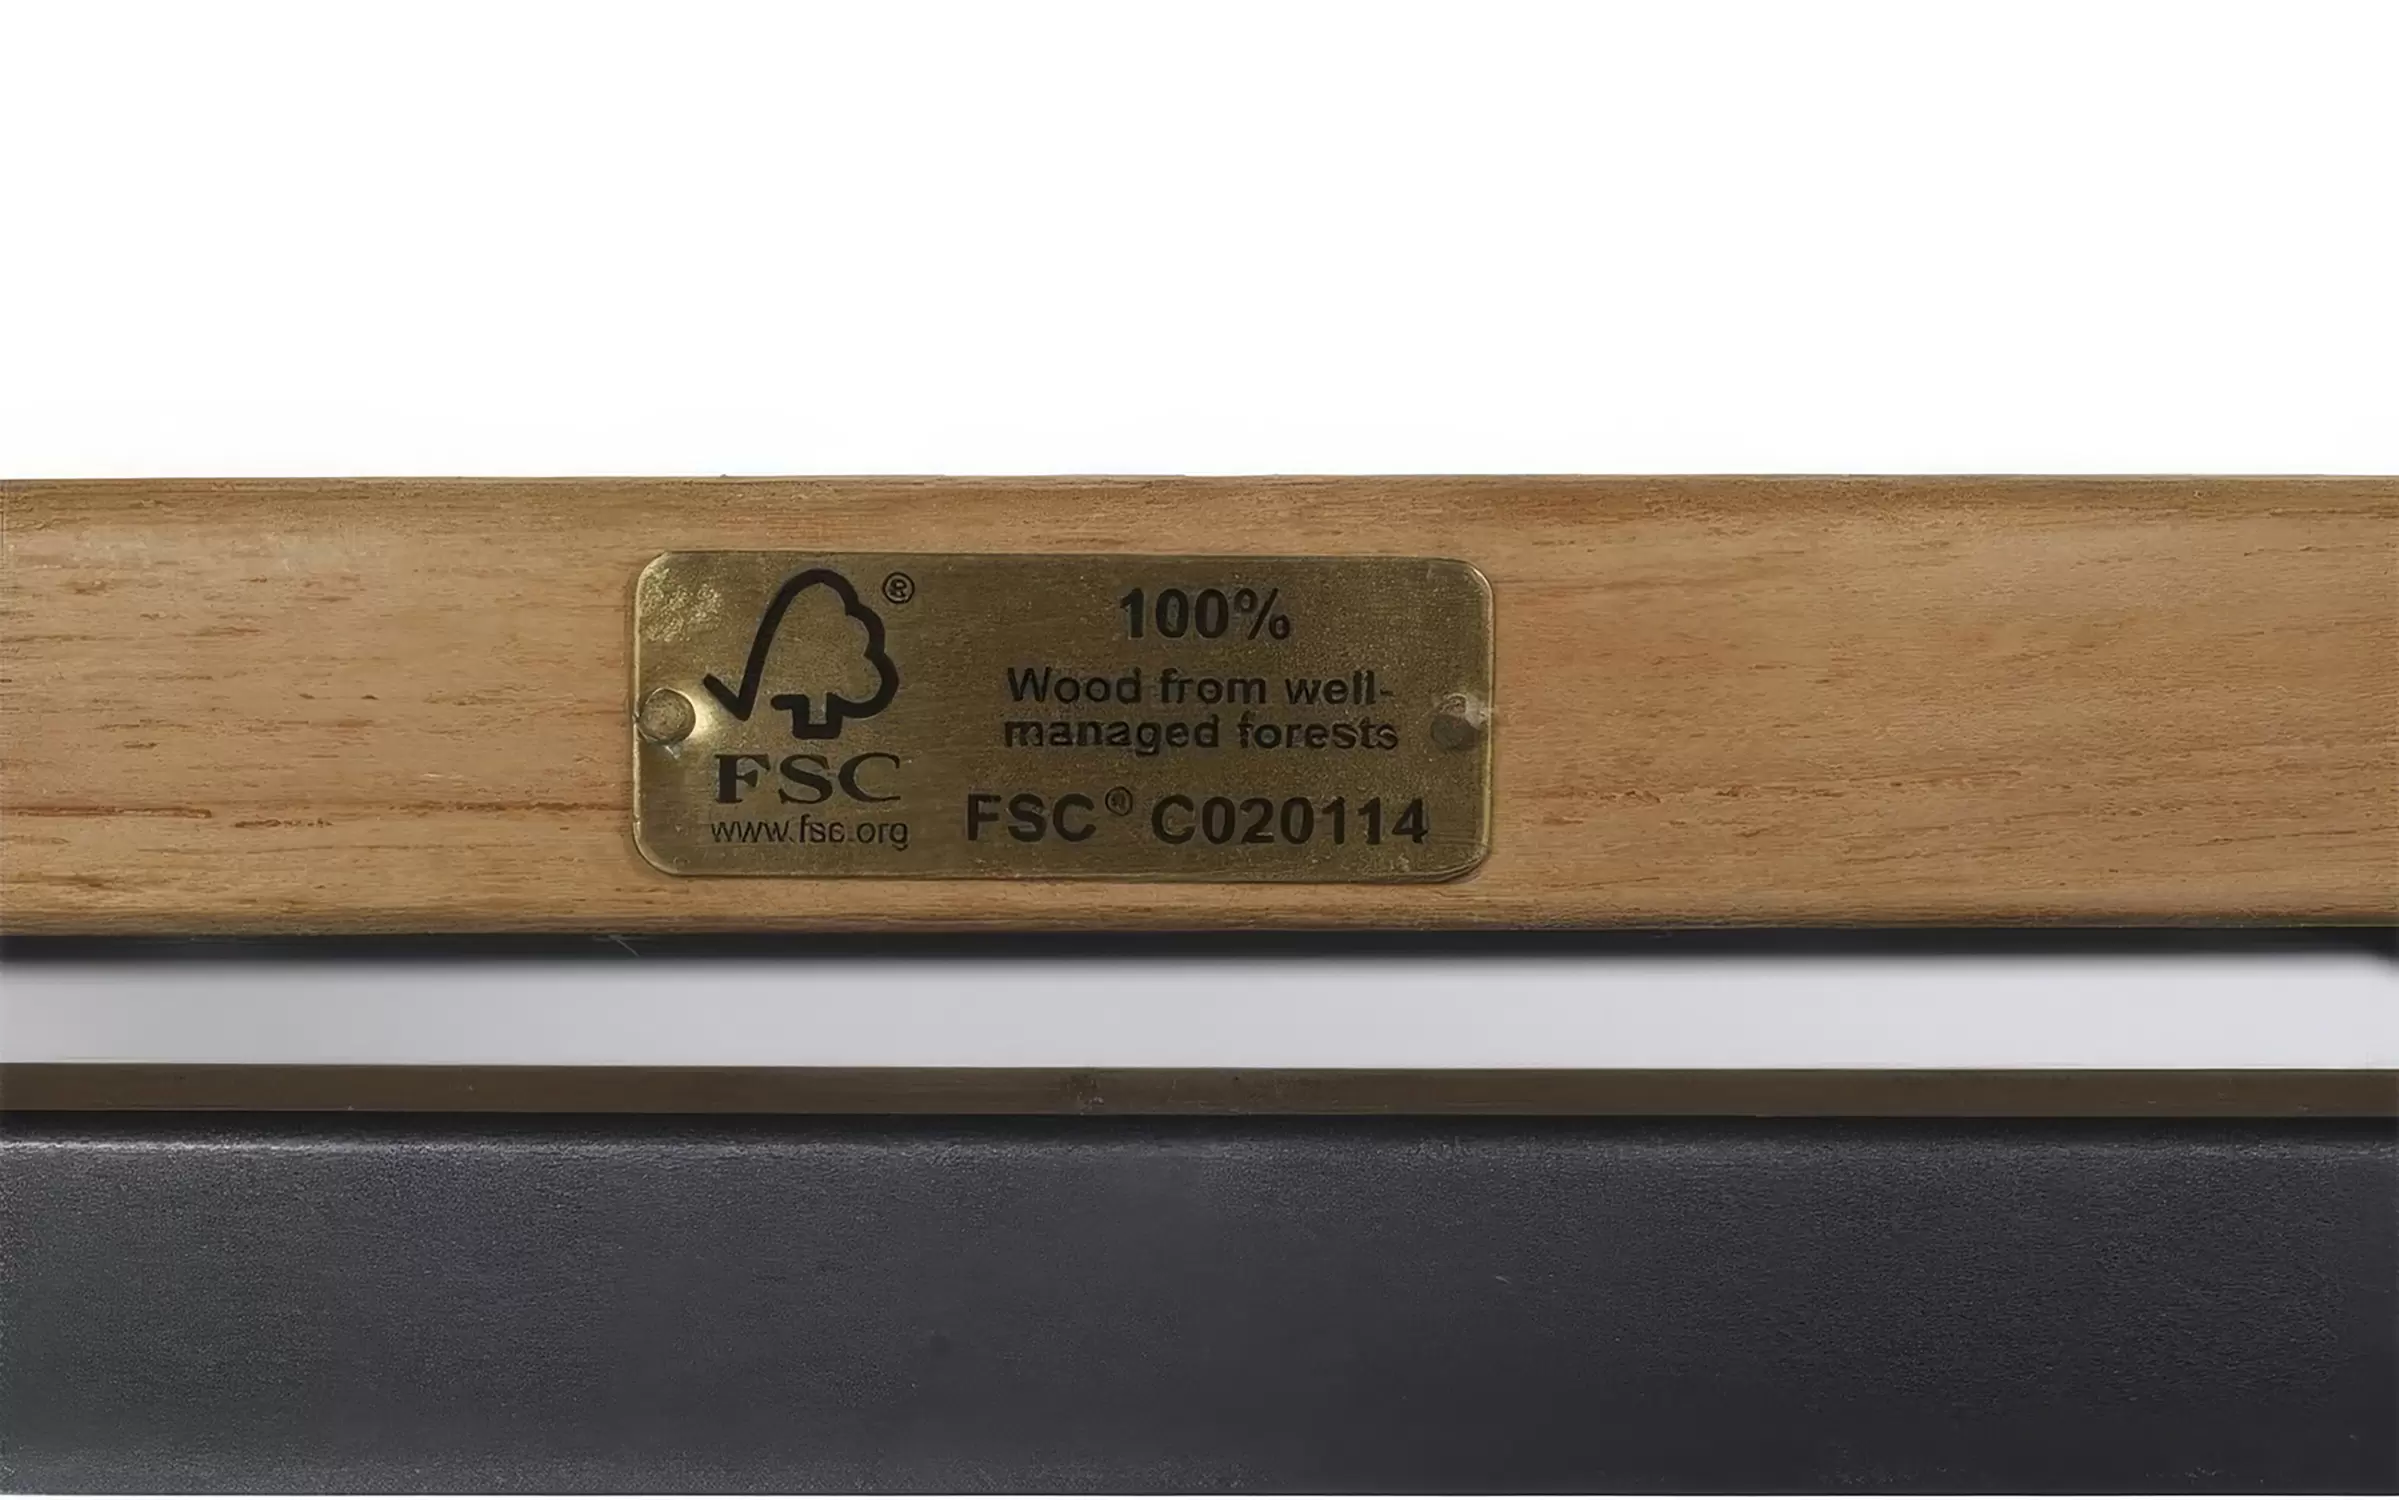 ®
FSC
www.fsc.org
100%
Wood from well-
managed forests
FSC® C020114